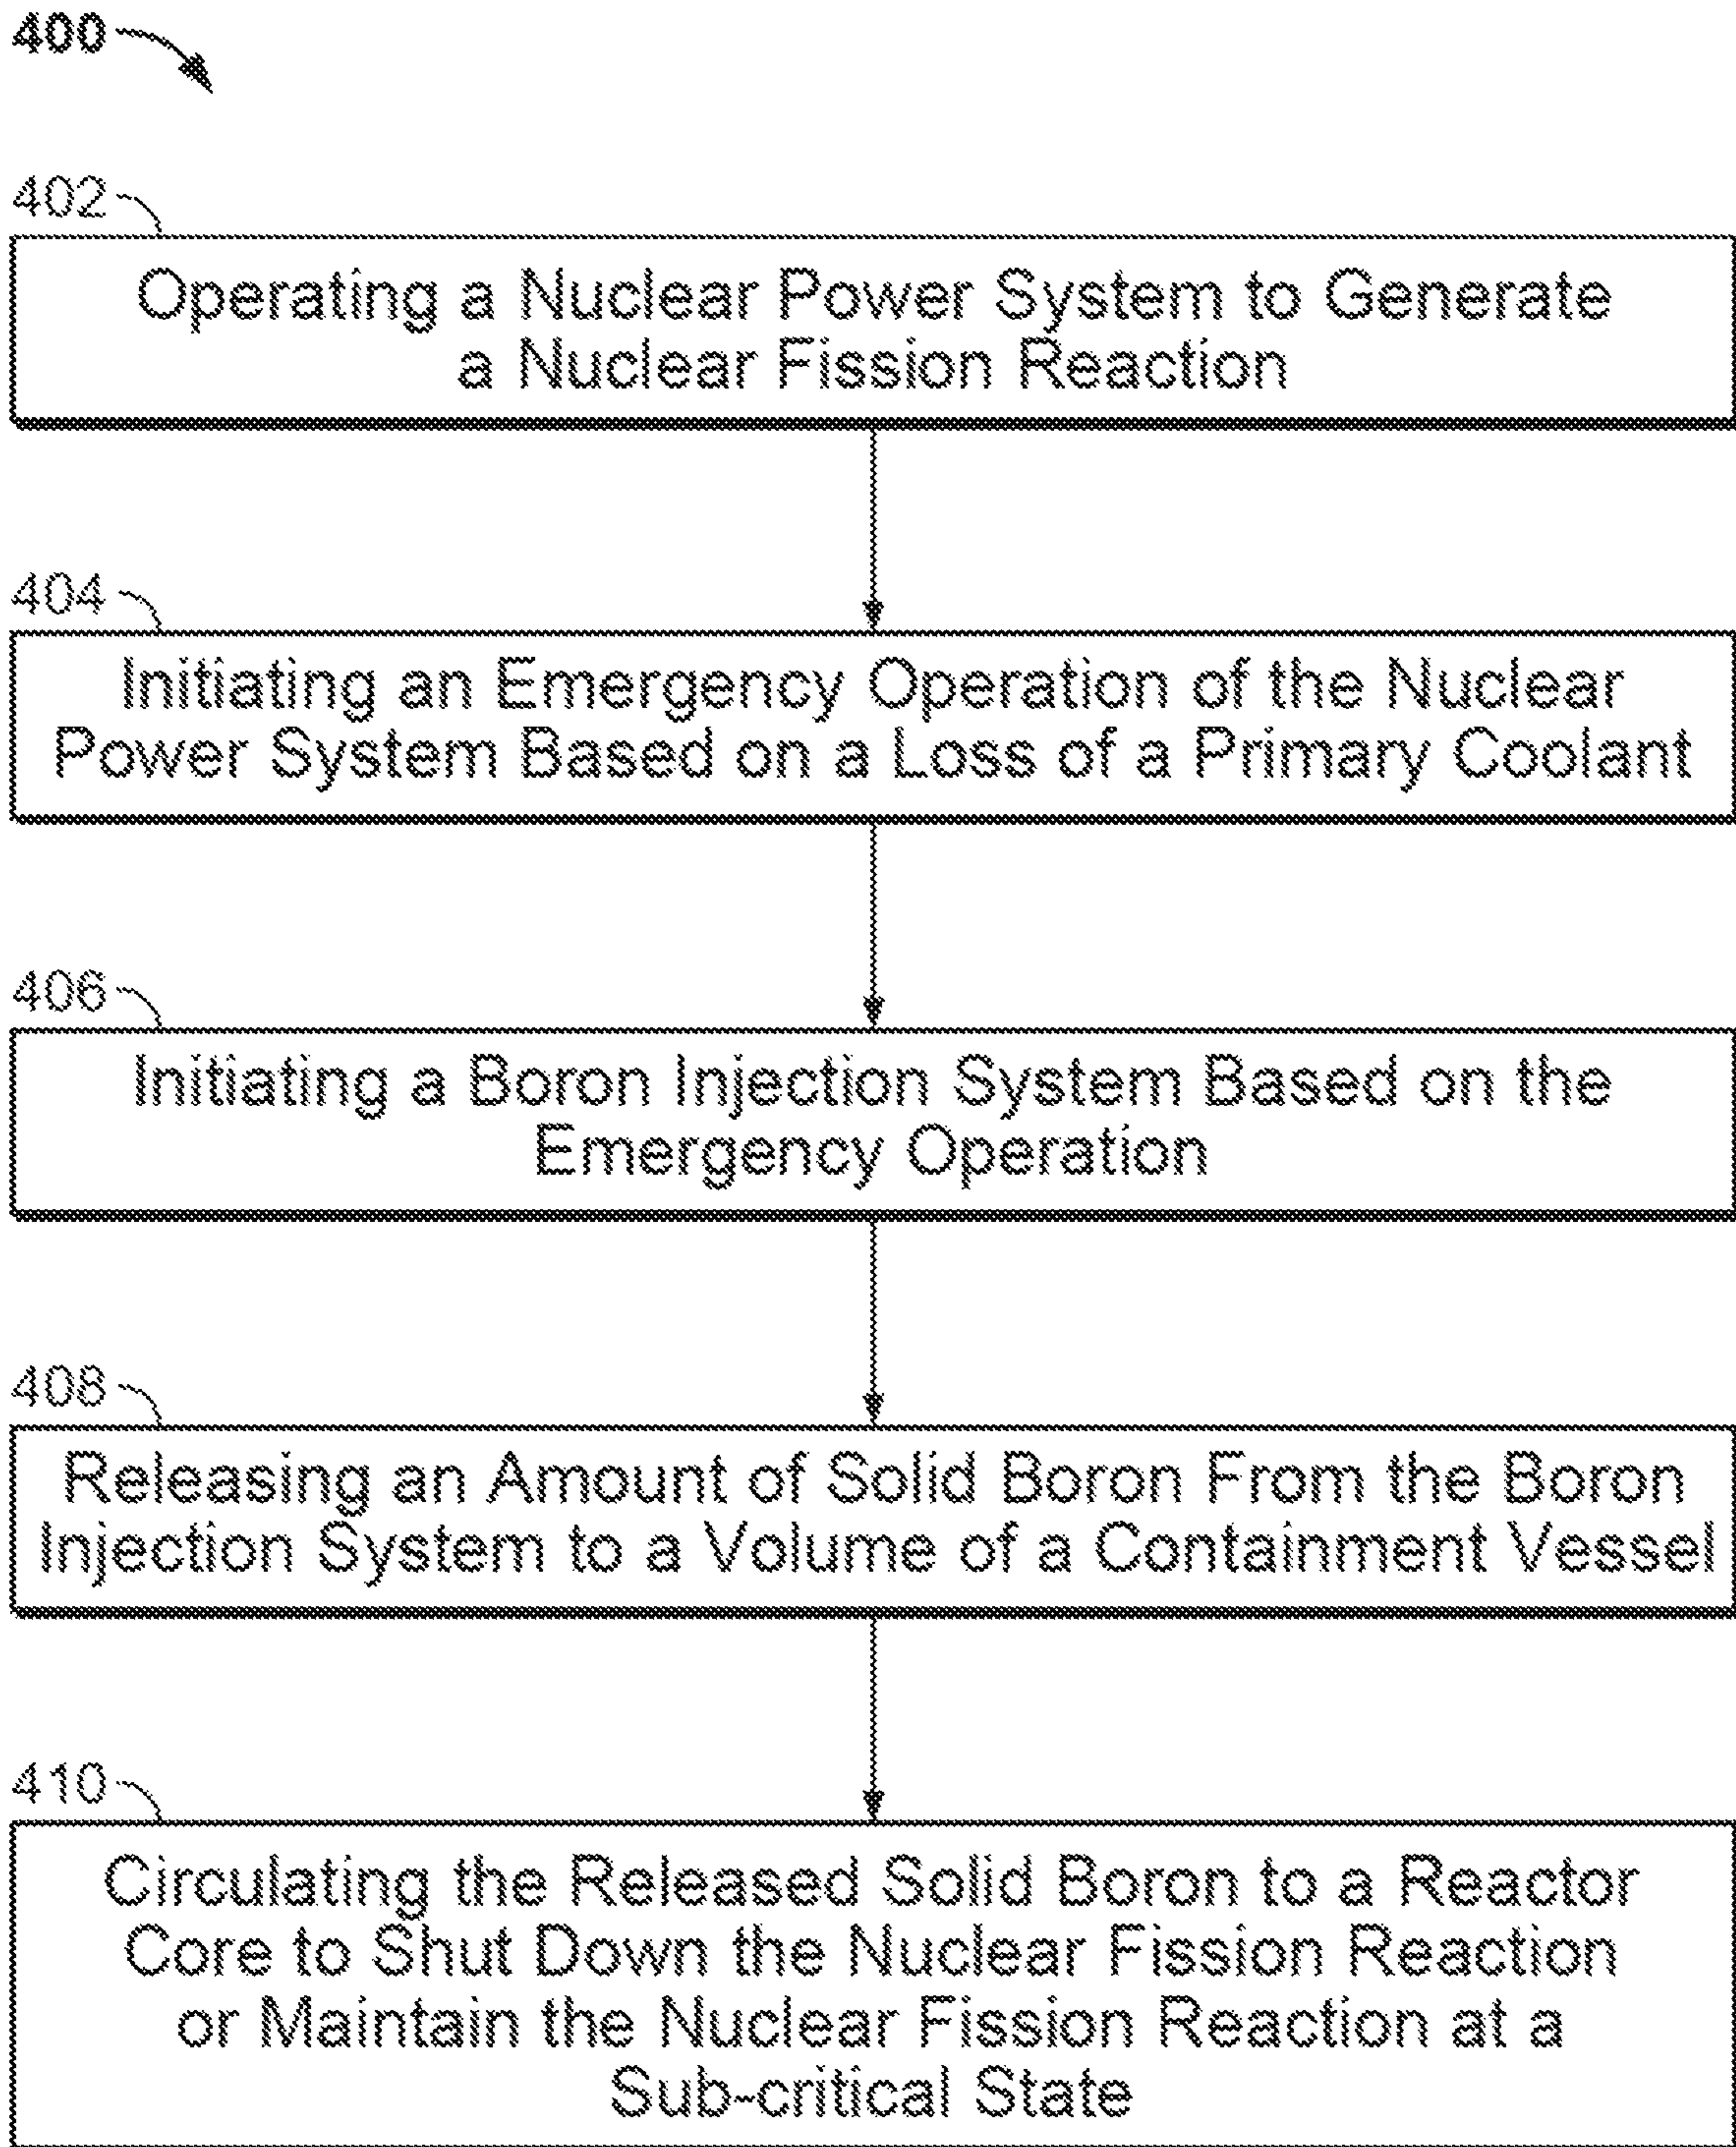 400
402
Operating a Nuclear Power System to Generate
a Nuclear Fission Reaction
404
Initiating an Emergency Operation of the Nuclear
Power System Based on a Loss of a Primary Coolant
406
Initiating a Boron Injection System Based on the
Emergency Operation
408
Releasing an Amount of Solid Boron From the Boron
Injection System to a Volume of a Containment Vessel
410
Circulating the Released Solid Boron to a Reactor
Core to Shut Down the Nuclear Fission Reaction
or Maintain the Nuclear Fission Reaction at a
Sub-critical State